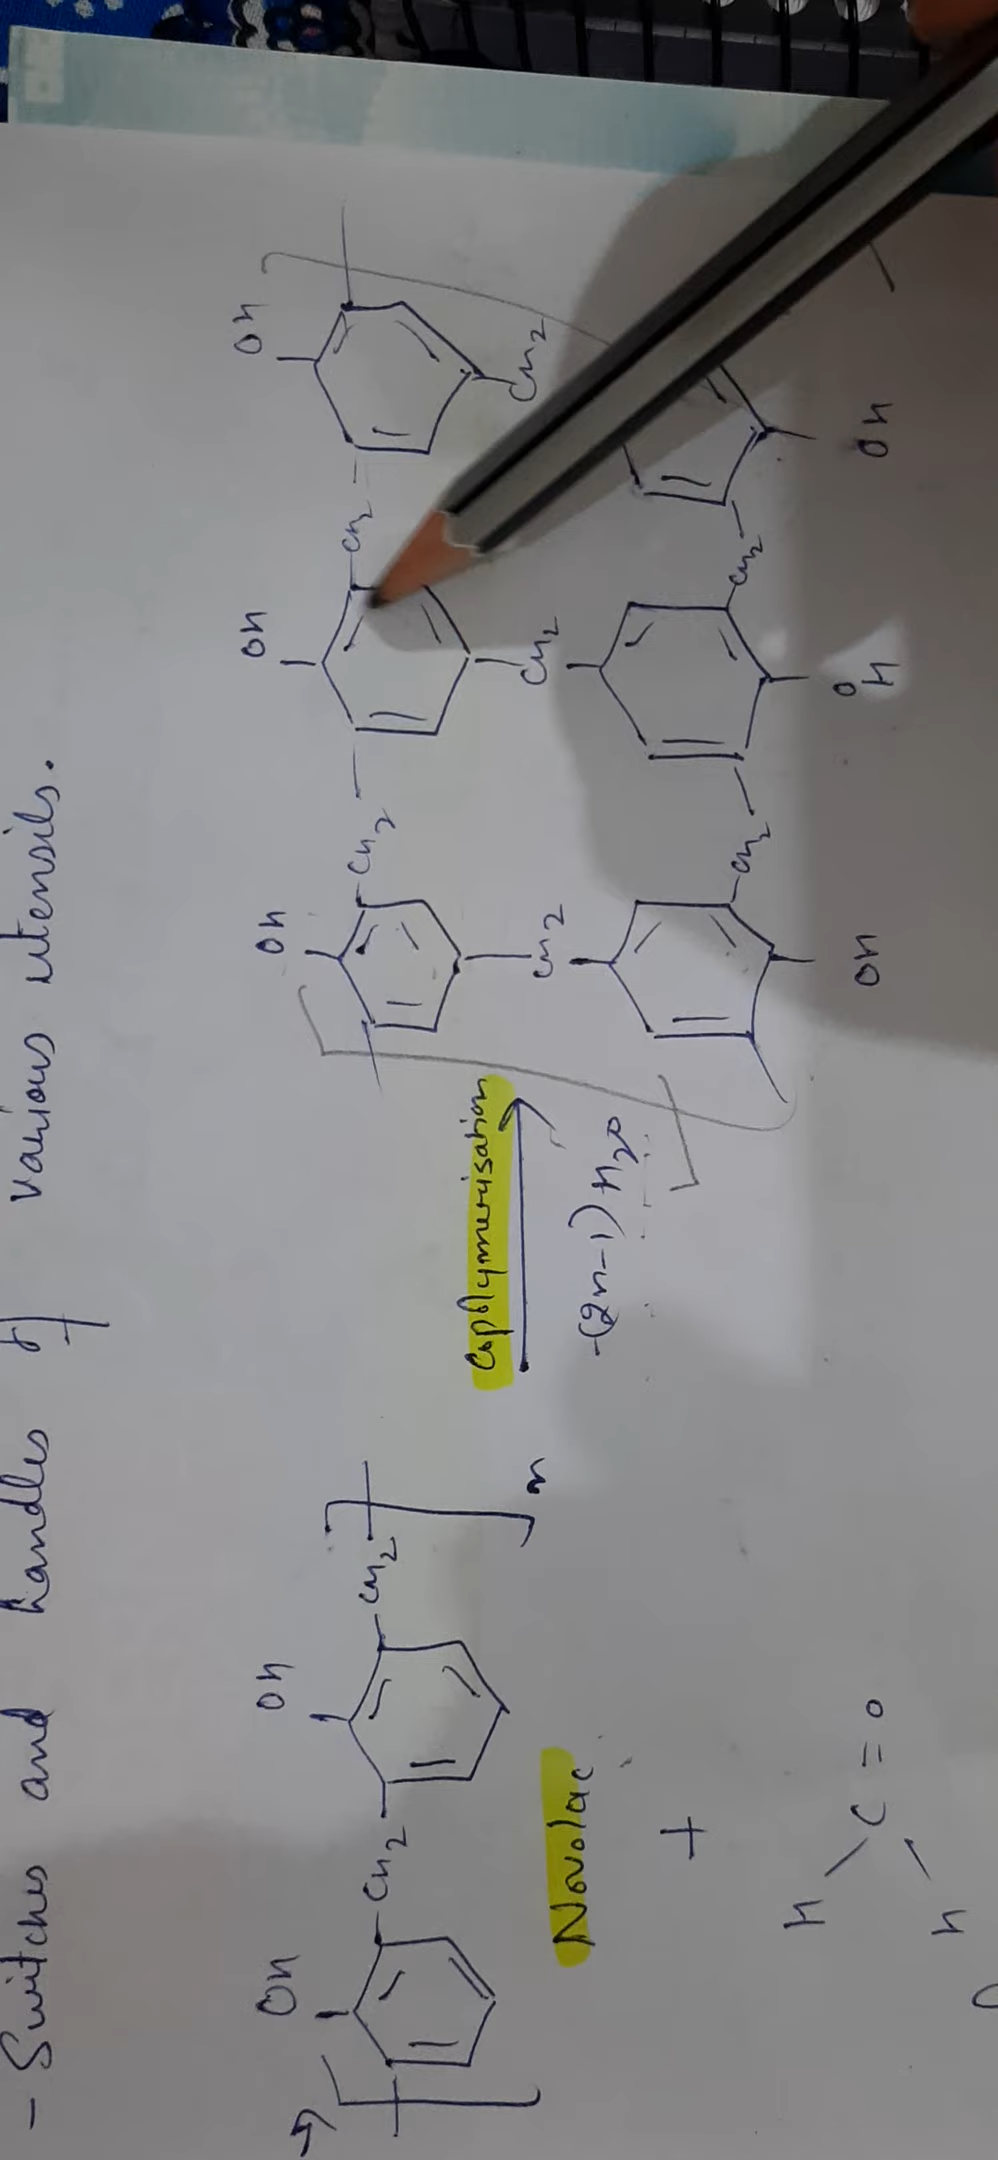 - Switches and handles of various utensils.
OH OH OH OH OH
CH2 CH2 CH2 CH2
CH2 CH2 CH2
n
Copolymerisation
-(2n-1) H2O
CH2 CH2
OH OH OH
Novolac
+
H
C = O
H